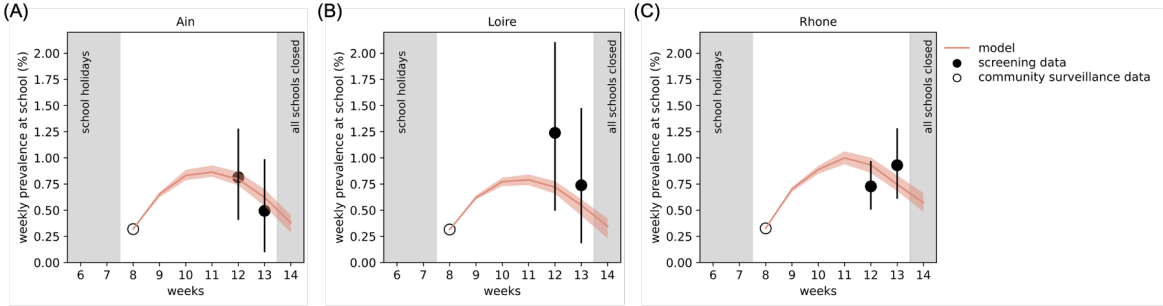 (A)
Ain
weekly prevalence at school (%)
2.00
1.75
1.50
1.25
1.00
0.75
0.50
0.25
0.00
school holidays
all schools closed
6 7 8 9 10 11 12 13 14
weeks
(B)
Loire
weekly prevalence at school (%)
2.00
1.75
1.50
1.25
1.00
0.75
0.50
0.25
0.00
school holidays
all schools closed
6 7 8 9 10 11 12 13 14
weeks
(C)
Rhone
weekly prevalence at school (%)
2.00
1.75
1.50
1.25
1.00
0.75
0.50
0.25
0.00
school holidays
all schools closed
6 7 8 9 10 11 12 13 14
weeks
model
screening data
community surveillance data